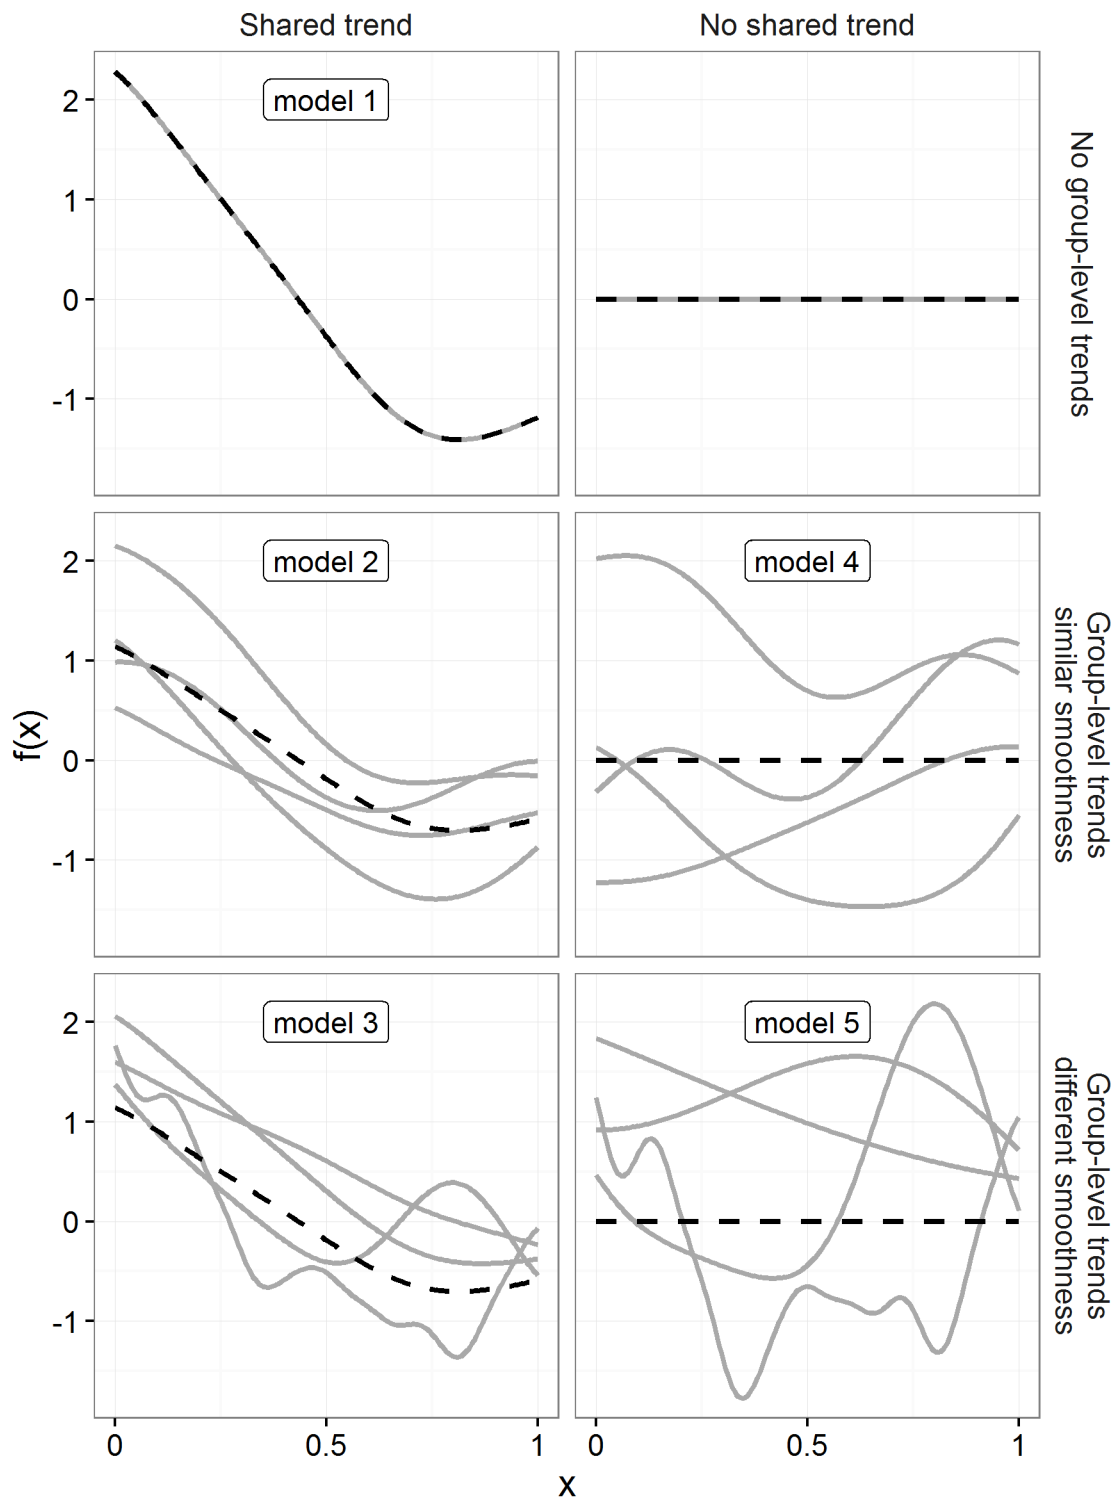 Shared trend
No shared trend
model 1
2
1
0
-1
No group-level trends
model 2
model 4
2
1
0
-1
Group-level trends
similar smoothness
f(x)
model 3
model 5
2
1
0
-1
Group-level trends
different smoothness
0
0.5
1
0
0.5
1
x